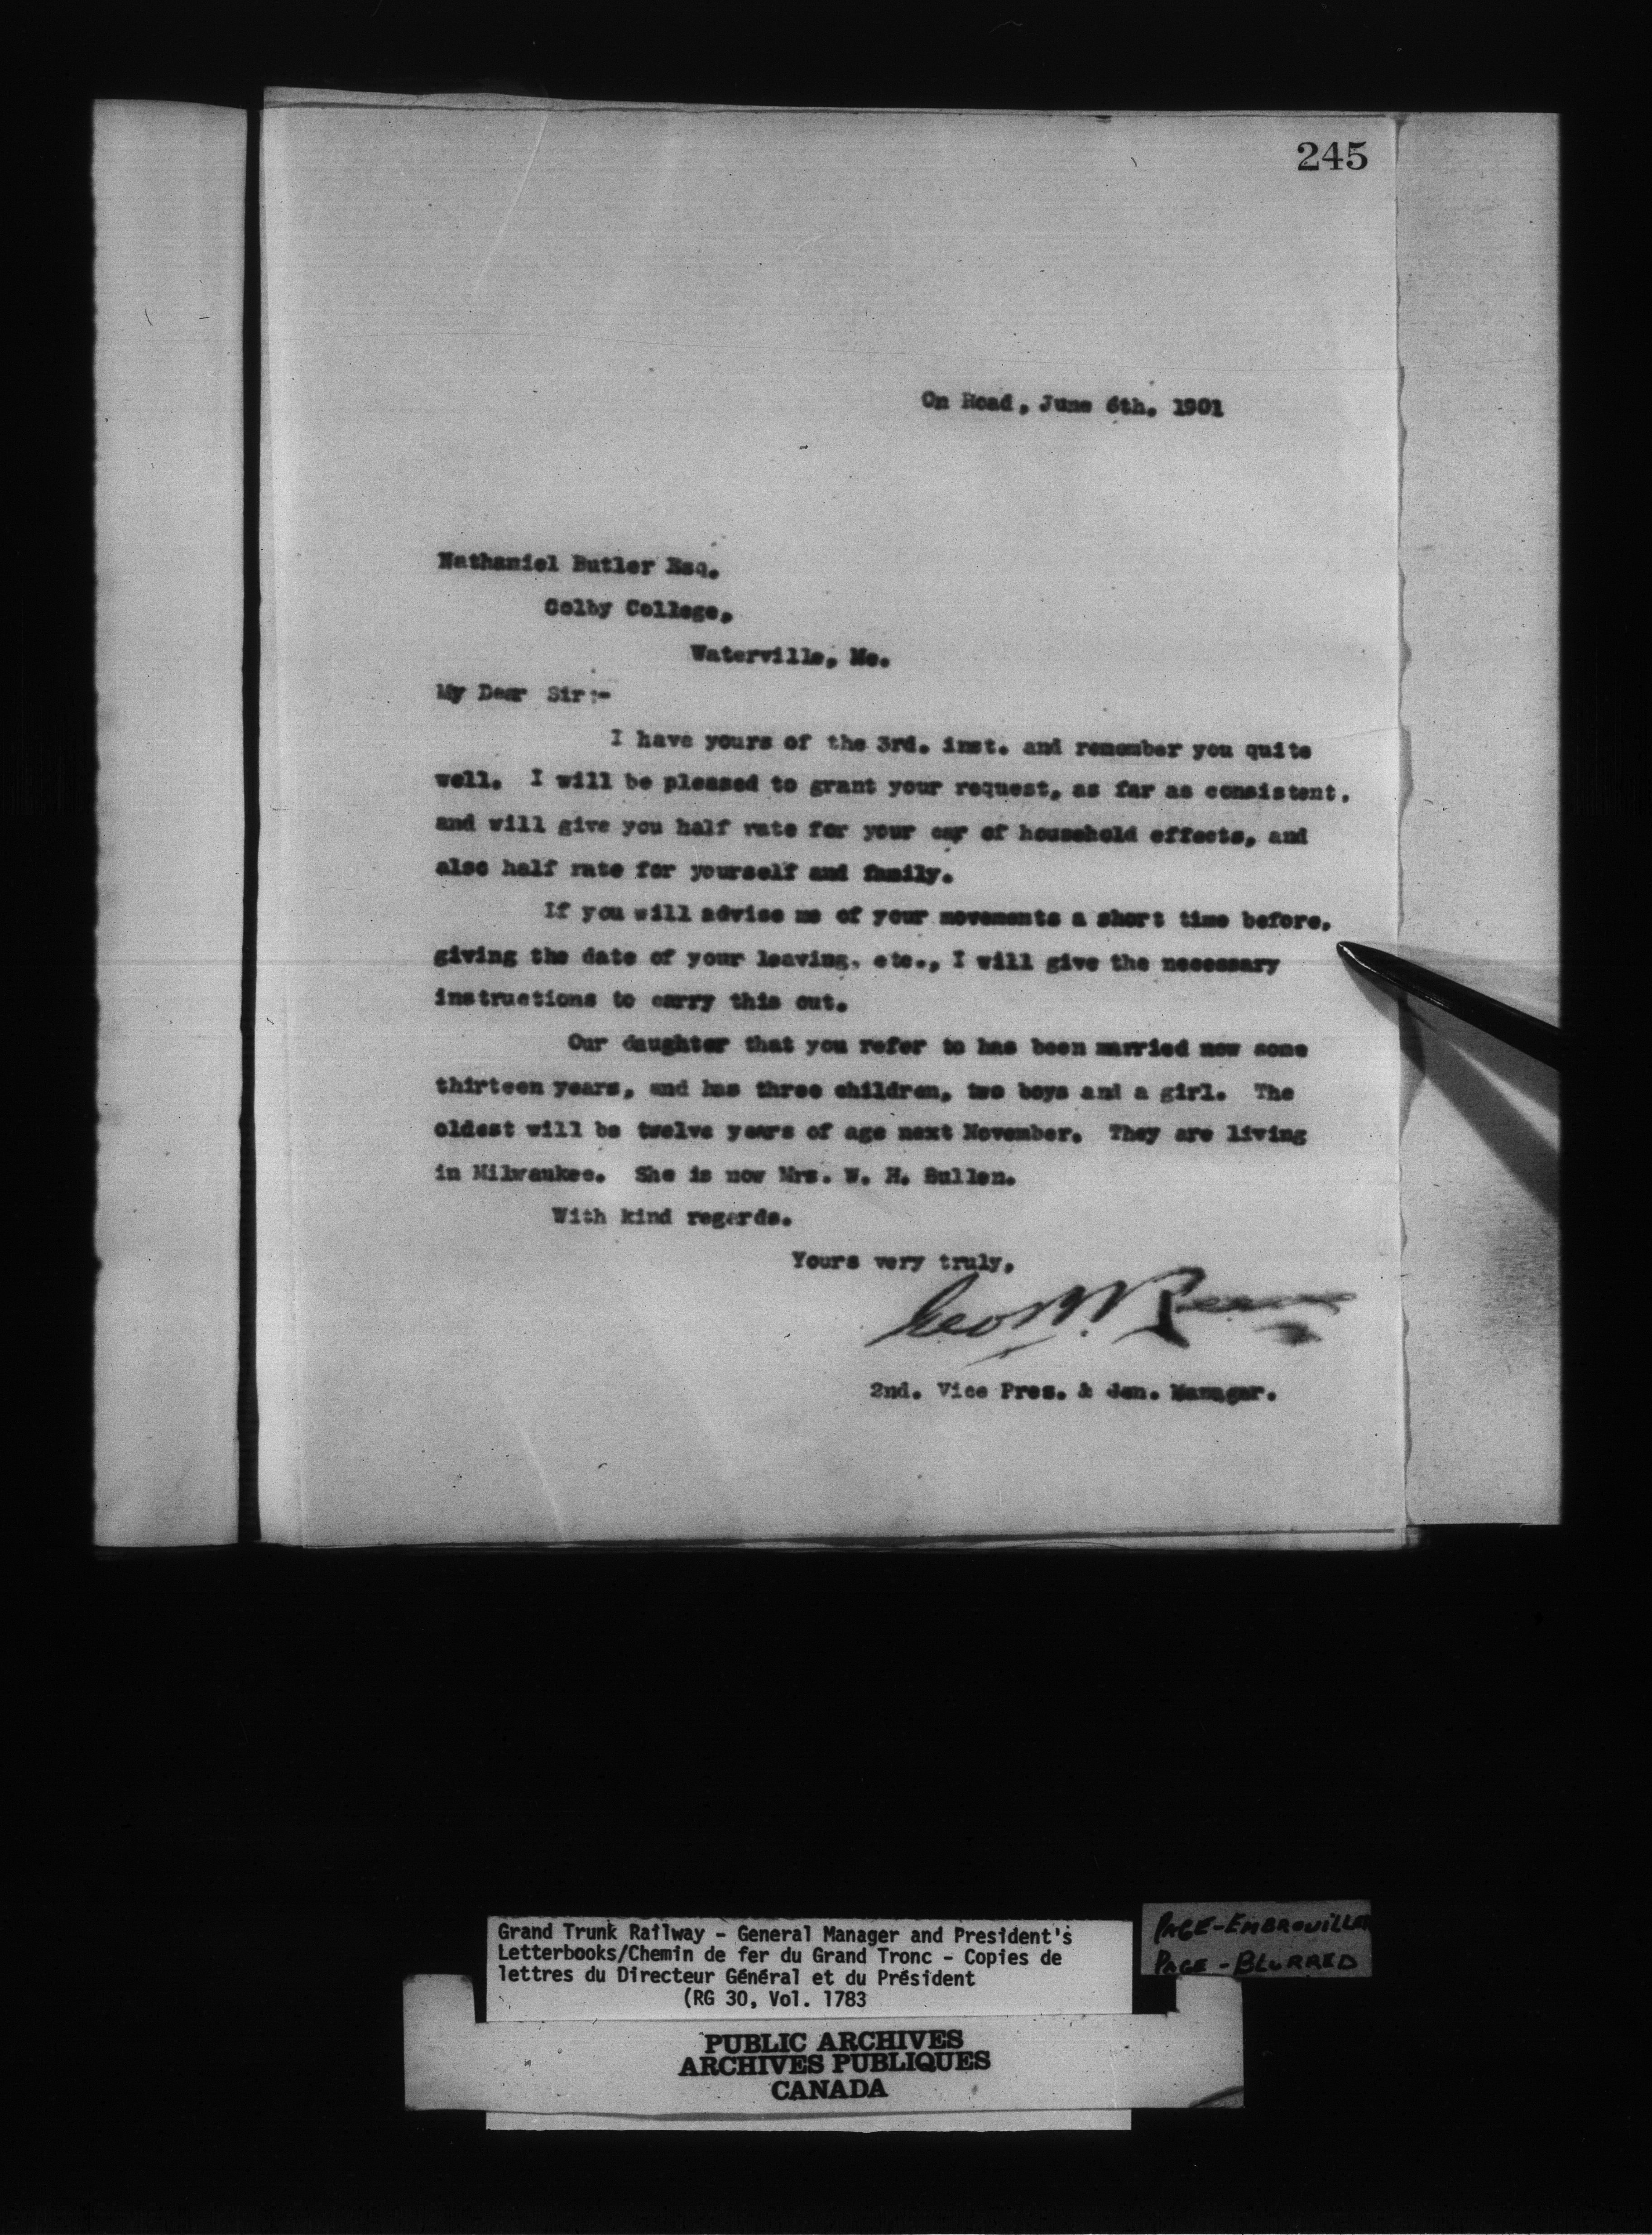 245
On Road, June 6th. 1901
Nathaniel Butler Esq.
Colby College,
Waterville, Me.
My Dear Sir:-
I have yours of the 3rd. inst. and remember you quite
well. I will be pleased to grant your request, as far as consistent,
and will give you half rate for your car of household effects, and
also half rate for yourself and family.
If you will advise me of your movements a short time before,
giving the date of your leaving, etc., I will give the necessary
instructions to carry this out.
Our daughter that you refer to has been married now some
thirteen years, and has three children, two boys and a girl. The
oldest will be twelve years of age next November. They are living
in Milwaukee. She is now Mrs. W. H. Bullen.
With kind regards.
Yours very truly,
Geo
2nd. Vice Pres. & Jen. Manager.
Grand Trunk Railway - General Manager and President's
Letterbooks/Chemin de fer du Grand Tronc - Copies de
lettres du Directeur Général et du Président
(RG 30, Vol. 1783
PAGE-EMBROUILLER
PAGE-BLURRED
PUBLIC ARCHIVES
ARCHIVES PUBLIQUES
CANADA